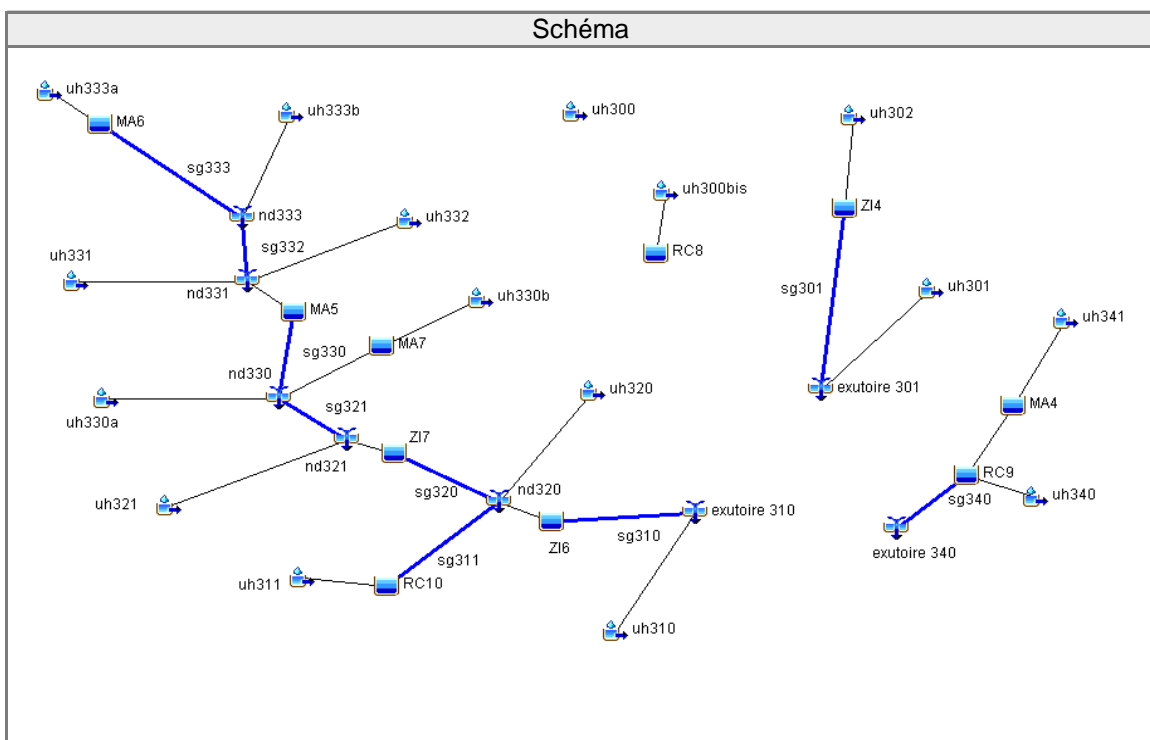 Schéma
uh333a
MA6
uh333b
uh300
uh302
sg333
uh300bis
ZI4
nd333
uh332
sg332
RC8
uh331
nd331
sg301
uh301
MA5
uh330b
uh341
sg330
MA7
nd330
uh320
exutoire 301
MA4
uh330a
sg321
ZI7
nd321
RC9
sg320
nd320
sg340
uh340
uh321
exutoire 310
ZI6
sg310
exutoire 340
sg311
uh311
RC10
uh310